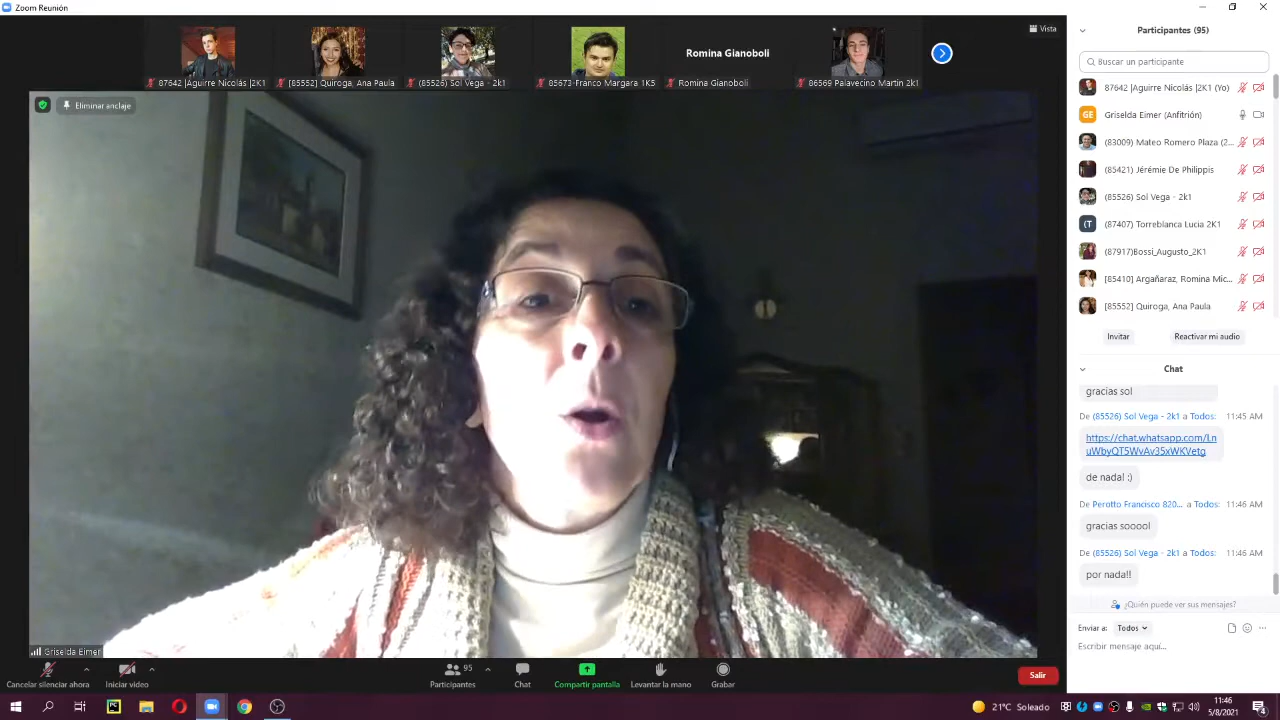 Zoom Reunión
Vista
Romina Gianoboli
87642 |Aguirre Nicolás |2K1
[85552] Quiroga, Ana Paula
(85526) Sol Vega - 2k1
85673 Franco Margara 1K5
Romina Gianoboli
86569 Palavecino Martin 2k1
Eliminar anclaje
Griselda Eimer
Participantes (95)
Buscar un participante
87642 |Aguirre Nicolás |2K1 (Yo)
GE
Griselda Eimer (Anfitrión)
(83009) Mateo Romero Plaza (2...
(85421) Jérémie De Philippis
(85526) Sol Vega - 2k1
(T
(87407) Torreblanca Lucia 2K1
(87917)Bossi_Augusto_2K1
[85410] Argañaraz, Romina Mic...
[85552] Quiroga, Ana Paula
Invitar
Reactivar mi audio
Chat
gracias sol
De (85526) Sol Vega - 2k1 a Todos: 11:45 AM
https://chat.whatsapp.com/Ln
uWbyQT5WvAv35xWKVetg
de nadal :)
De Perotto Francisco 820... a Todos: 11:46 AM
gracias sooool
De (85526) Sol Vega - 2k1 a Todos: 11:46 AM
por nada!!
¿Quién puede ver sus mensajes?
Enviar a: Todos
Escribir mensaje aquí...
95
Cancelar silenciar ahora
Iniciar video
Participantes
Chat
Compartir pantalla
Levantar la mano
Grabar
Salir
PC
21°C Soleado
11:46
5/8/2021